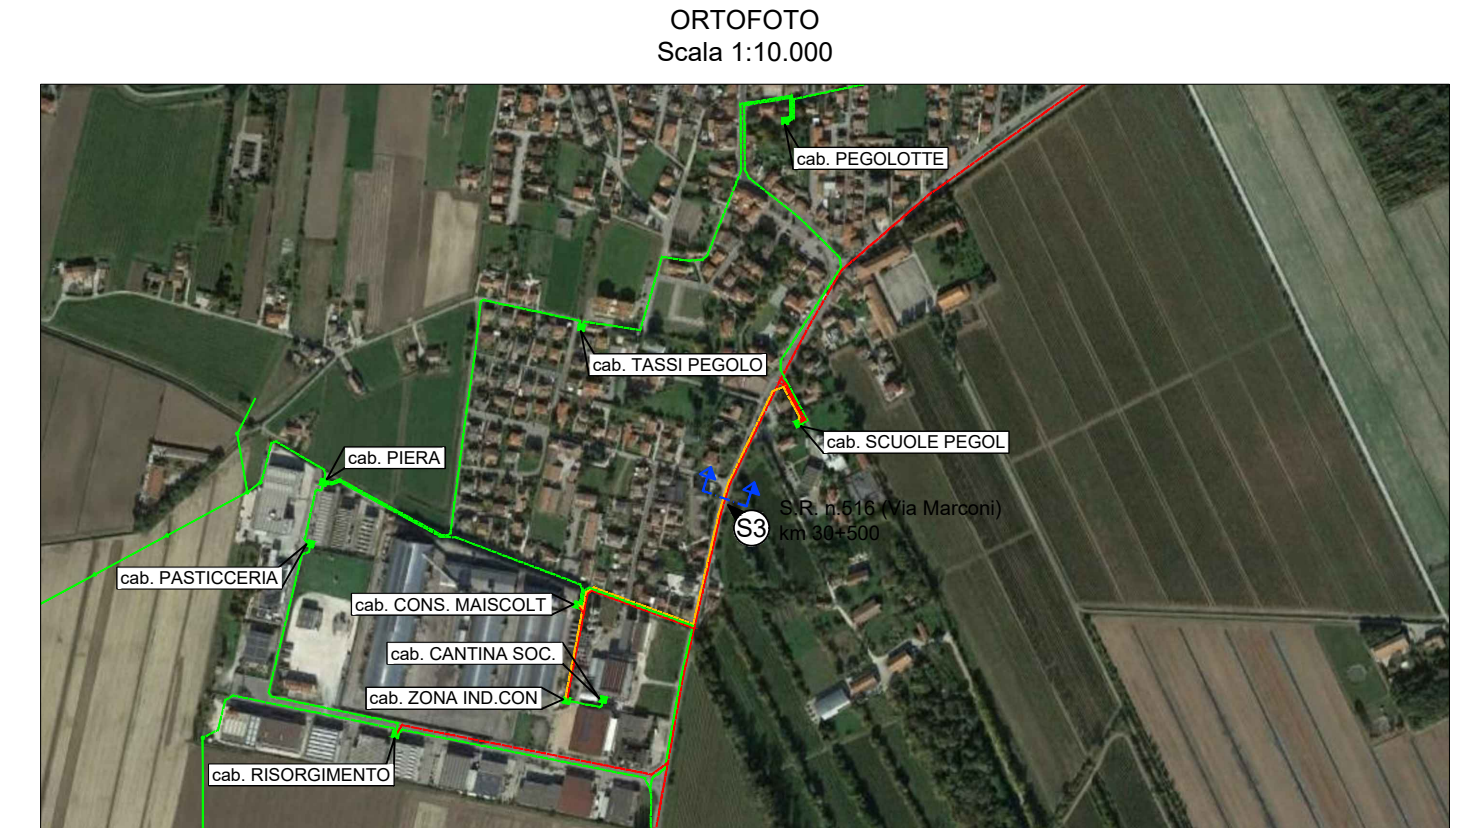 ORTOFOTO
Scala 1:10.000
cab. PEGOLOTTE
cab. TASSI PEGOLO
cab. SCUOLE PEGOL
cab. PIERA
S.R. n.516 (Via Marconi)
S3
km 30+500
cab. PASTICCERIA
cab. CONS. MAISCOLT
cab. CANTINA SOC.
cab. ZONA IND.CON
cab. RISORGIMENTO